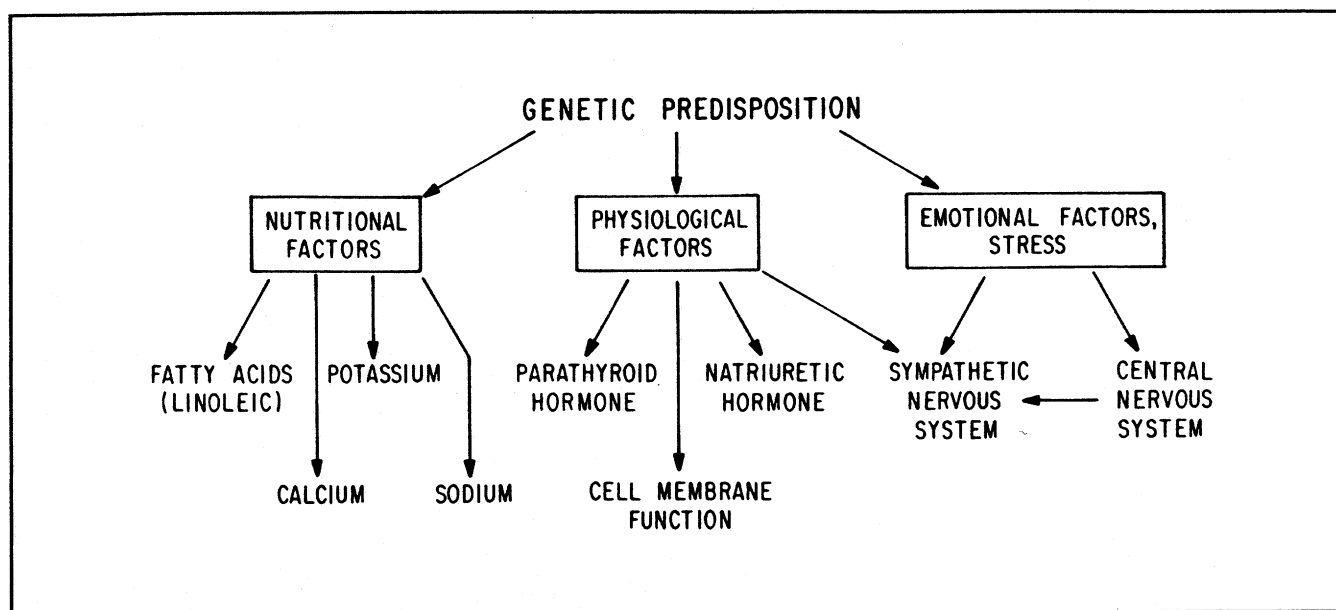 GENETIC PREDISPOSITION
NUTRITIONAL
FACTORS
PHYSIOLOGICAL
FACTORS
EMOTIONAL FACTORS,
STRESS
FATTY ACIDS
(LINOLEIC)
POTASSIUM
PARATHYROID
HORMONE
NATRIURETIC
HORMONE
SYMPATHETIC
NERVOUS
SYSTEM
CENTRAL
NERVOUS
SYSTEM
CALCIUM
SODIUM
CELL MEMBRANE
FUNCTION